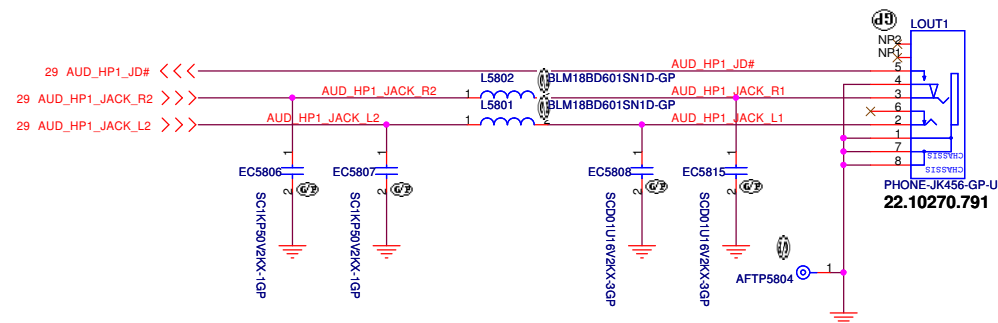 GP
LOUT1
NP2
NP1
29 AUD_HP1_JD#
AUD_HP1_JD#
5
4
L5802
BLM18BD601SN1D-GP
29 AUD_HP1_JACK_R2
AUD_HP1_JACK_R2
1
AUD_HP1_JACK_R1
3
L5801
BLM18BD601SN1D-GP
6
29 AUD_HP1_JACK_L2
AUD_HP1_JACK_L2
1
AUD_HP1_JACK_L1
2
1
7
8
CHASSIS
CHASSIS
1
1
1
1
EC5806
EC5807
EC5808
EC5815
2
2
2
2
G/P
G/P
G/P
G/P
SC1KP50V2KX-1GP
SC1KP50V2KX-1GP
SCD01U16V2KX-3GP
SCD01U16V2KX-3GP
PHONE-JK456-GP-U
22.10270.791
AFTP5804
1